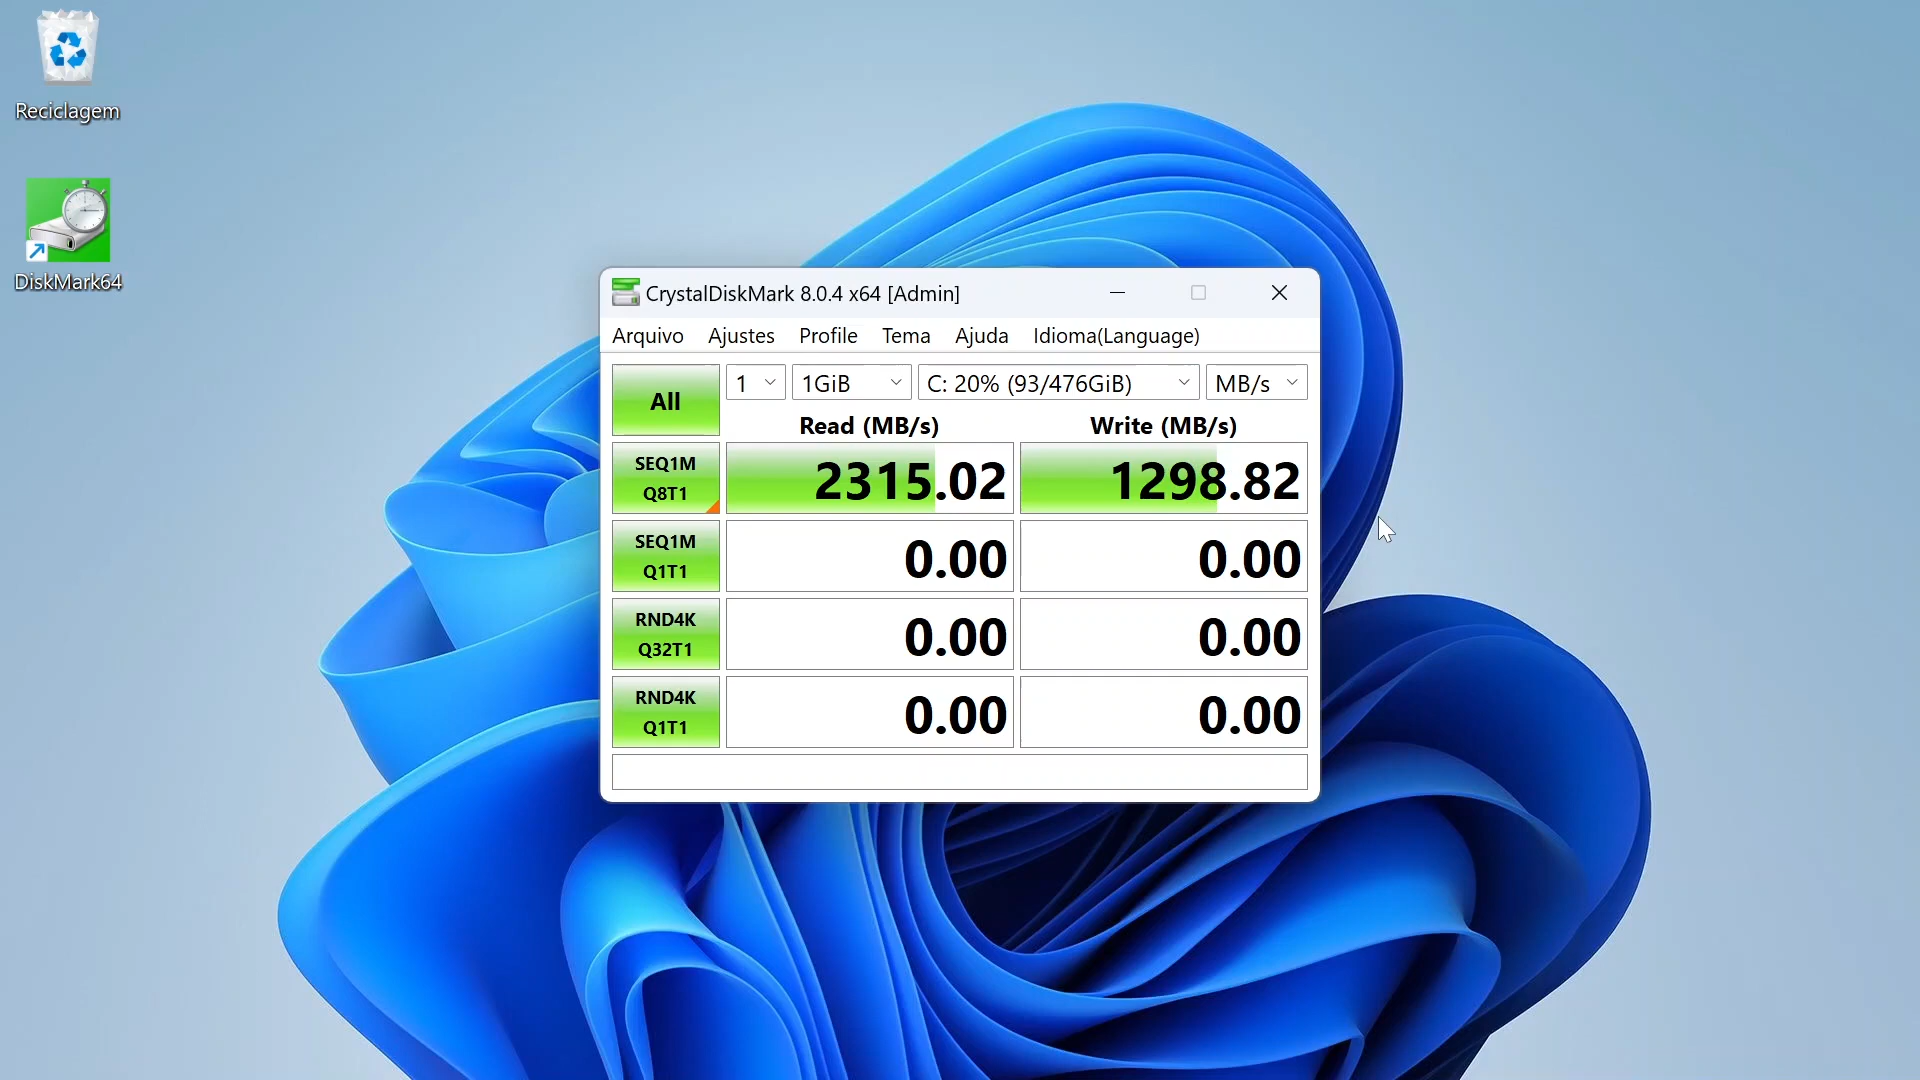 Reciclagem
DiskMark64
CrystalDiskMark 8.0.4 x64 [Admin]
Arquivo Ajustes Profile Tema Ajuda Idioma(Language)
All 1 1GiB C: 20% (93/476GiB) MB/s
Read (MB/s) Write (MB/s)
SEQ1M
Q8T1 2315.02 1298.82
SEQ1M
Q1T1 0.00 0.00
RND4K
Q32T1 0.00 0.00
RND4K
Q1T1 0.00 0.00